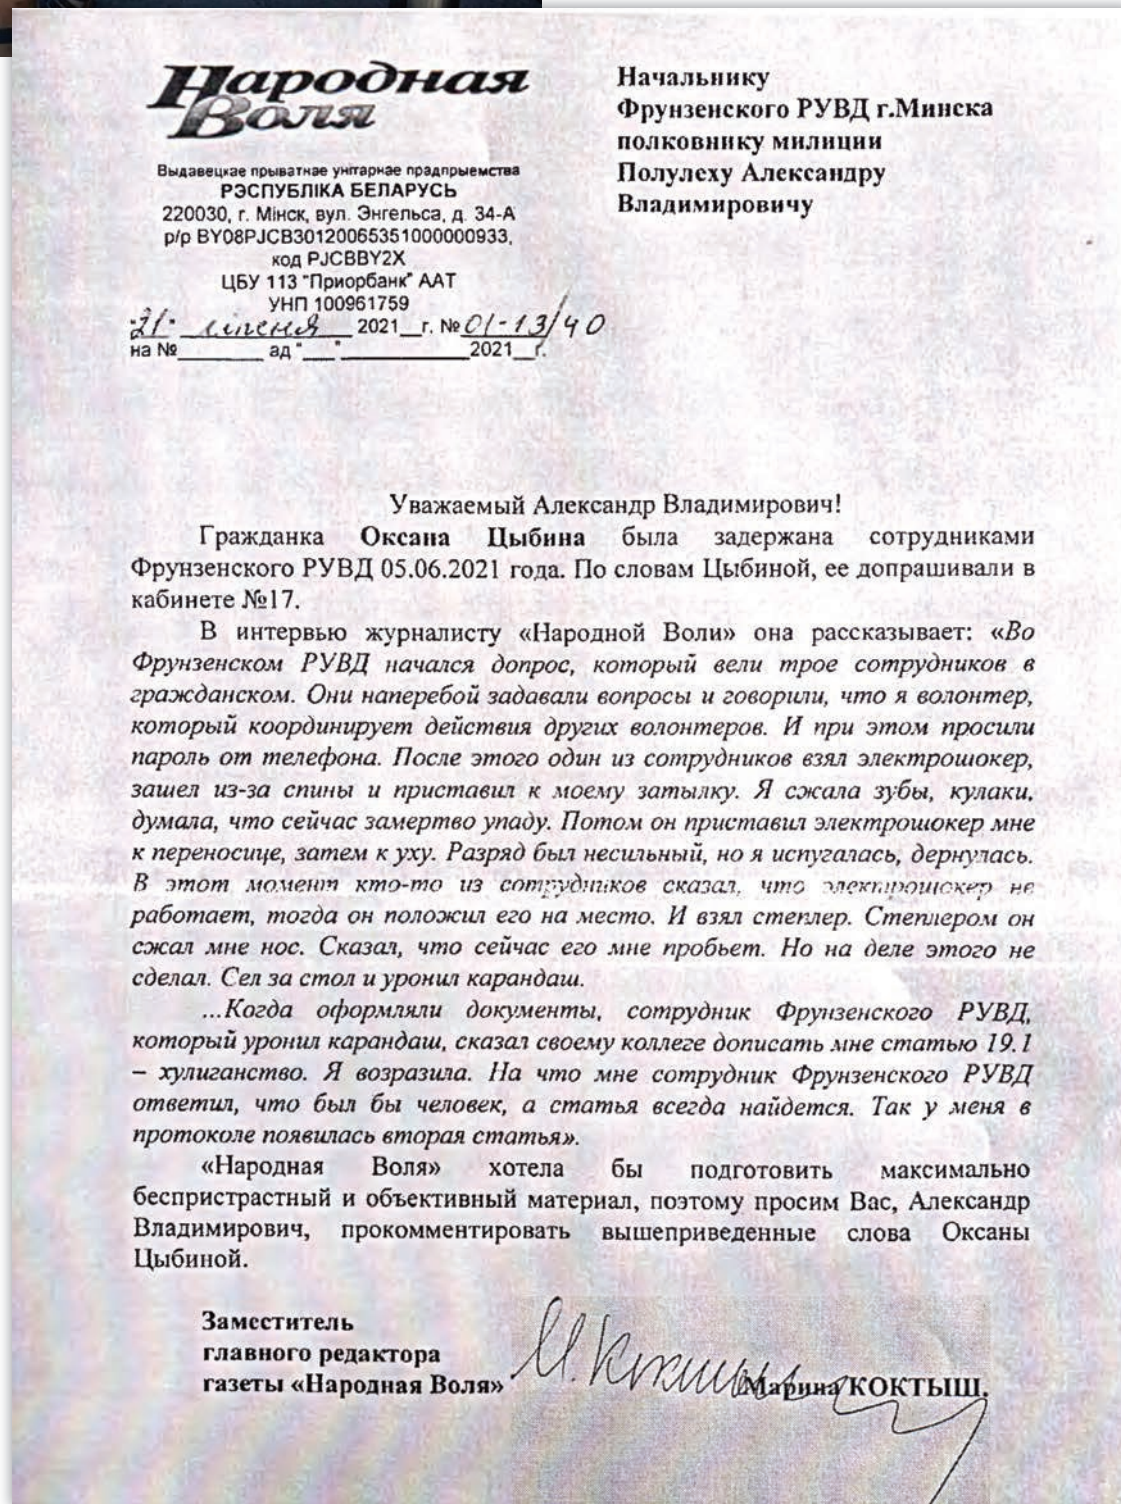 Народная
Воля
Выдавецкае прыватнае унітарнае прадпрыемства
РЭСПУБЛІКА БЕЛАРУСЬ
220030, г. Мінск, вул. Энгельса, д. 34-А
р/р BY08PJCB30120065351000000933,
код PJCBBY2X
ЦБУ 113 "Приорбанк" ААТ
УНП 100961759
"21" ліпеня 2021__г. № 01-13/40
на №________ ад "___"____________2021__г.
Начальнику
Фрунзенского РУВД г.Минска
полковнику милиции
Полулеху Александру
Владимировичу
Уважаемый Александр Владимирович!
Гражданка Оксана Цыбина была задержана сотрудниками
Фрунзенского РУВД 05.06.2021 года. По словам Цыбиной, ее допрашивали в
кабинете №17.
В интервью журналисту «Народной Воли» она рассказывает: «Во
Фрунзенском РУВД начался допрос, который вели трое сотрудников в
гражданском. Они наперебой задавали вопросы и говорили, что я волонтер,
который координирует действия других волонтеров. И при этом просили
пароль от телефона. После этого один из сотрудников взял электрошокер,
зашел из-за спины и приставил к моему затылку. Я сжала зубы, кулаки,
думала, что сейчас замертво упаду. Потом он приставил электрошокер мне
к переносице, затем к уху. Разряд был несильный, но я испугалась, дернулась.
В этот момент кто-то из сотрудников сказал, что электрошокер не
работает, тогда он положил его на место. И взял степлер. Степлером он
сжал мне нос. Сказал, что сейчас его мне пробьет. Но на деле этого не
сделал. Сел за стол и уронил карандаш.
...Когда оформляли документы, сотрудник Фрунзенского РУВД,
который уронил карандаш, сказал своему коллеге дописать мне статью 19.1
– хулиганство. Я возразила. На что мне сотрудник Фрунзенского РУВД
ответил, что был бы человек, а статья всегда найдется. Так у меня в
протоколе появилась вторая статья».
«Народная Воля» хотела бы подготовить максимально
беспристрастный и объективный материал, поэтому просим Вас, Александр
Владимирович, прокомментировать вышеприведенные слова Оксаны
Цыбиной.
Заместитель
главного редактора
газеты «Народная Воля»
Марина КОКТЫШ.